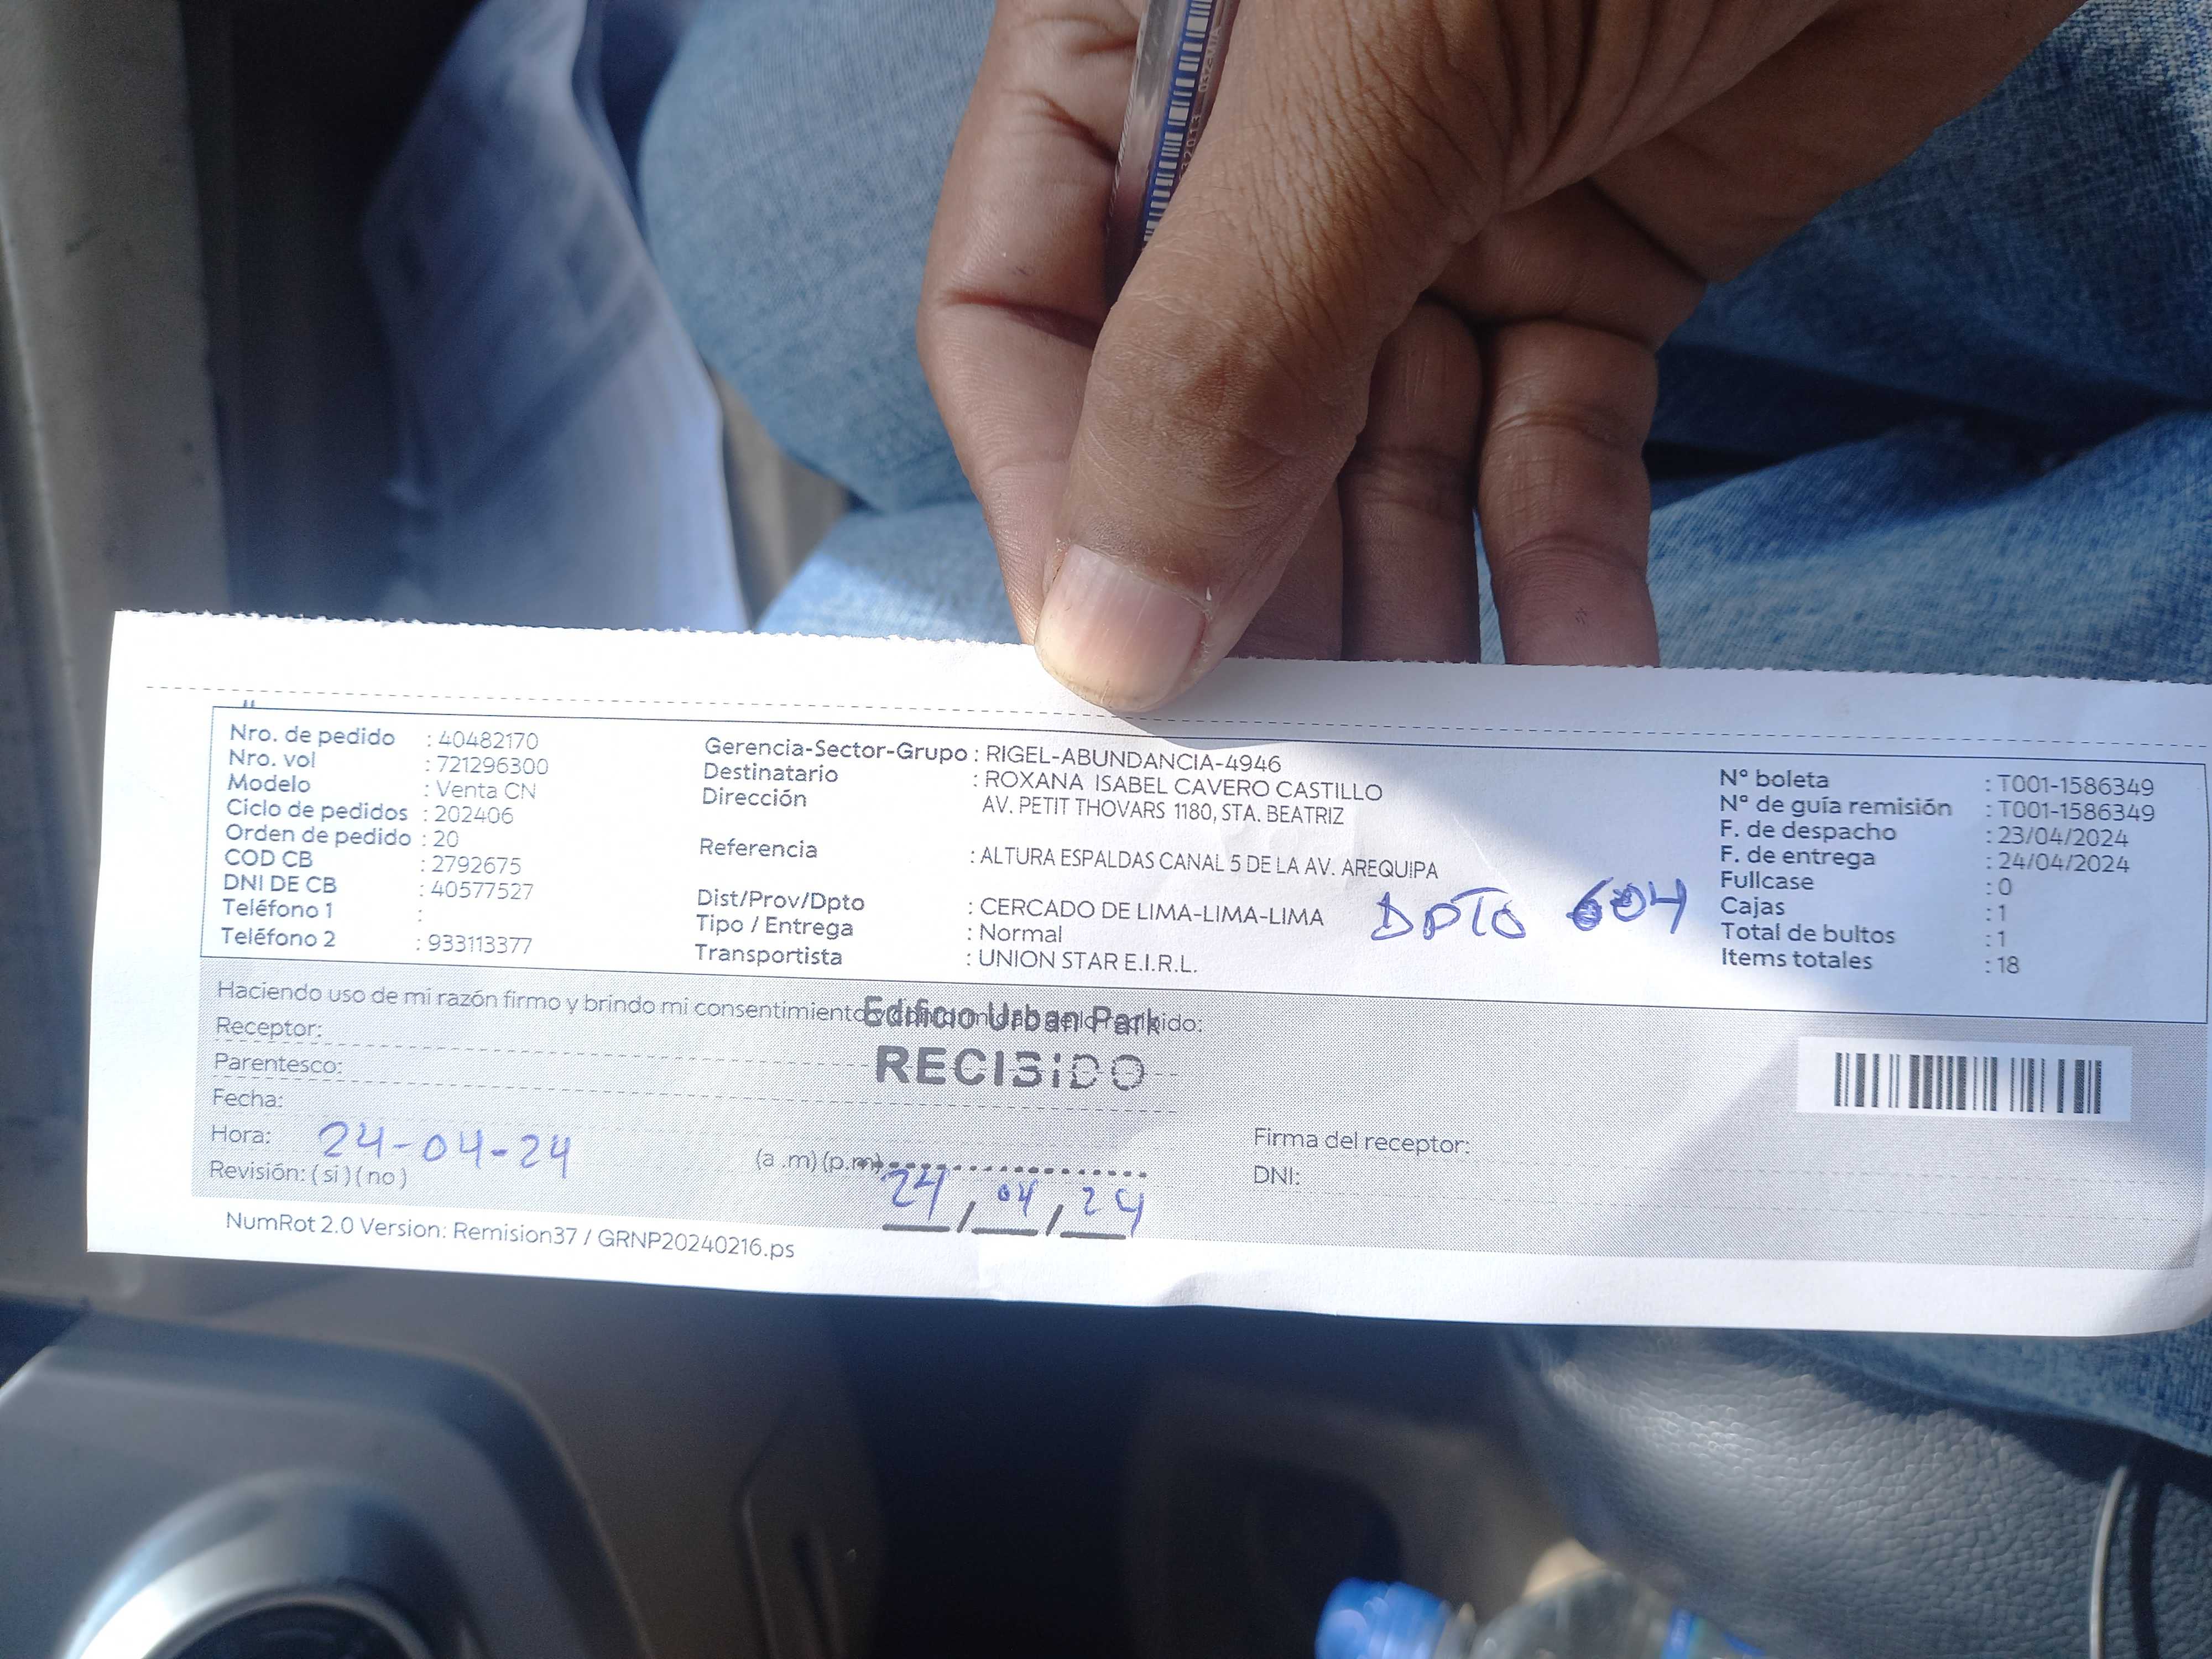 Nro. de pedido : 40482170
Nro. vol : 721296300
Modelo : Venta CN
Ciclo de pedidos : 202406
Orden de pedido : 20
COD CB : 2792675
DNI DE CB : 40577527
Teléfono 1 :
Teléfono 2 : 933113377
Gerencia-Sector-Grupo : RIGEL-ABUNDANCIA-4946
Destinatario : ROXANA ISABEL CAVERO CASTILLO
Dirección AV. PETIT THOVARS 1180, STA. BEATRIZ
Referencia : ALTURA ESPALDAS CANAL 5 DE LA AV. AREQUIPA
Dist/Prov/Dpto : CERCADO DE LIMA-LIMA-LIMA
DPTO 604
Tipo / Entrega : Normal
Transportista : UNION STAR E.I.R.L.
N° boleta : T001-1586349
N° de guía remisión : T001-1586349
F. de despacho : 23/04/2024
F. de entrega : 24/04/2024
Fullcase : 0
Cajas : 1
Total de bultos : 1
Items totales : 18
Haciendo uso de mi razón firmo y brindo mi consentimiento
Edificio Urban Park
RECIBIDO
Receptor:
Parentesco:
Fecha:
Hora: 24-04-24
(a .m) (p.m)
24/04/24
Revisión: ( si ) ( no )
Firma del receptor:
DNI:
NumRot 2.0 Version: Remision37 / GRNP20240216.ps